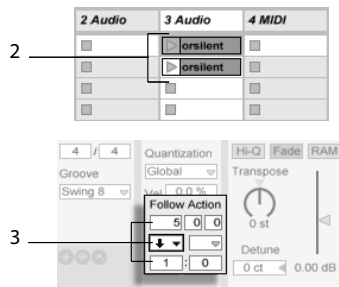 2 Audio 3 Audio 4 MIDI
2
orsilent
orsilent
4 / 4 Quantization Hi-Q Fade RAM
Groove Global Transpose
Swing 8 Vel 0.0 %
Follow Action
5 0 0 0 st
3
Detune
1 : 0 0 ct 0.00 dB